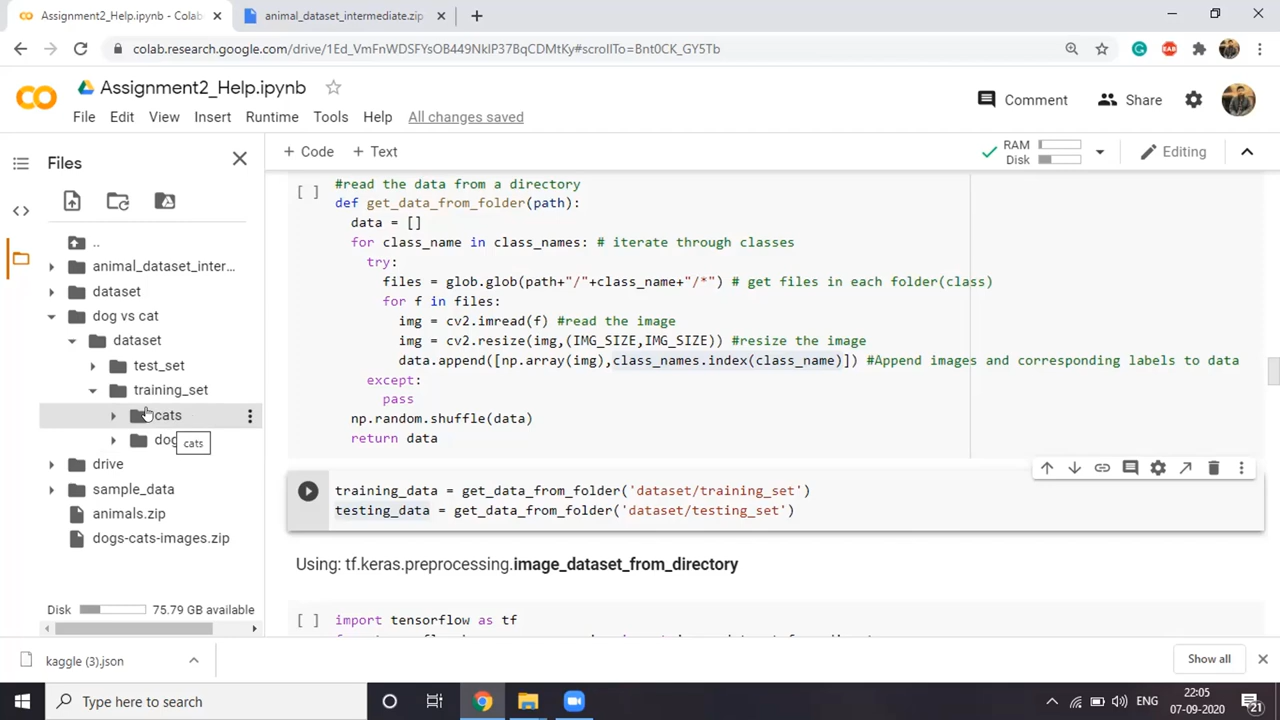 Assignment2_Help.ipynb - Colab
animal_dataset_intermediate.zip
colab.research.google.com/drive/1Ed_VmFnWDSFYsOB449NkIP37BqCDMtKy#scrollTo=Bnt0CK_GY5Tb
Assignment2_Help.ipynb
Comment
Share
File Edit View Insert Runtime Tools Help All changes saved
Files
+ Code + Text
RAM
Disk
Editing
..
animal_dataset_inter...
dataset
dog vs cat
dataset
test_set
training_set
cats
dog
cats
drive
sample_data
animals.zip
dogs-cats-images.zip
Disk 75.79 GB available
[ ] #read the data from a directory
def get_data_from_folder(path):
data = []
for class_name in class_names: # iterate through classes
try:
files = glob.glob(path+"/"+class_name+"/*") # get files in each folder(class)
for f in files:
img = cv2.imread(f) #read the image
img = cv2.resize(img,(IMG_SIZE,IMG_SIZE)) #resize the image
data.append([np.array(img),class_names.index(class_name)]) #Append images and corresponding labels to data
except:
pass
np.random.shuffle(data)
return data
training_data = get_data_from_folder('dataset/training_set')
testing_data = get_data_from_folder('dataset/testing_set')
Using: tf.keras.preprocessing.image_dataset_from_directory
[ ] import tensorflow as tf
kaggle (3).json
Show all
Type here to search
ENG
22:05
07-09-2020
21